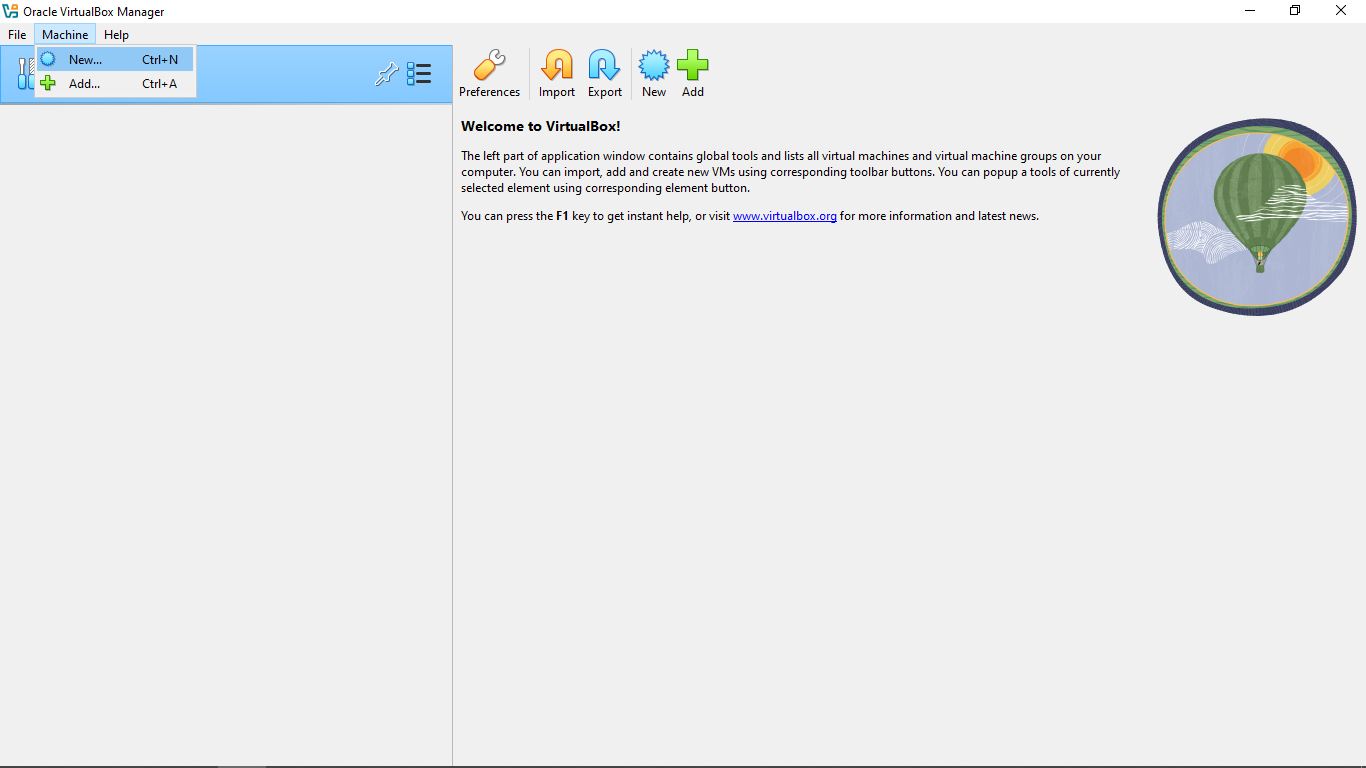 Oracle VirtualBox Manager
File Machine Help
New... Ctrl+N
Add... Ctrl+A
Preferences Import Export New Add
Welcome to VirtualBox!
The left part of application window contains global tools and lists all virtual machines and virtual machine groups on your
computer. You can import, add and create new VMs using corresponding toolbar buttons. You can popup a tools of currently
selected element using corresponding element button.
You can press the F1 key to get instant help, or visit www.virtualbox.org for more information and latest news.